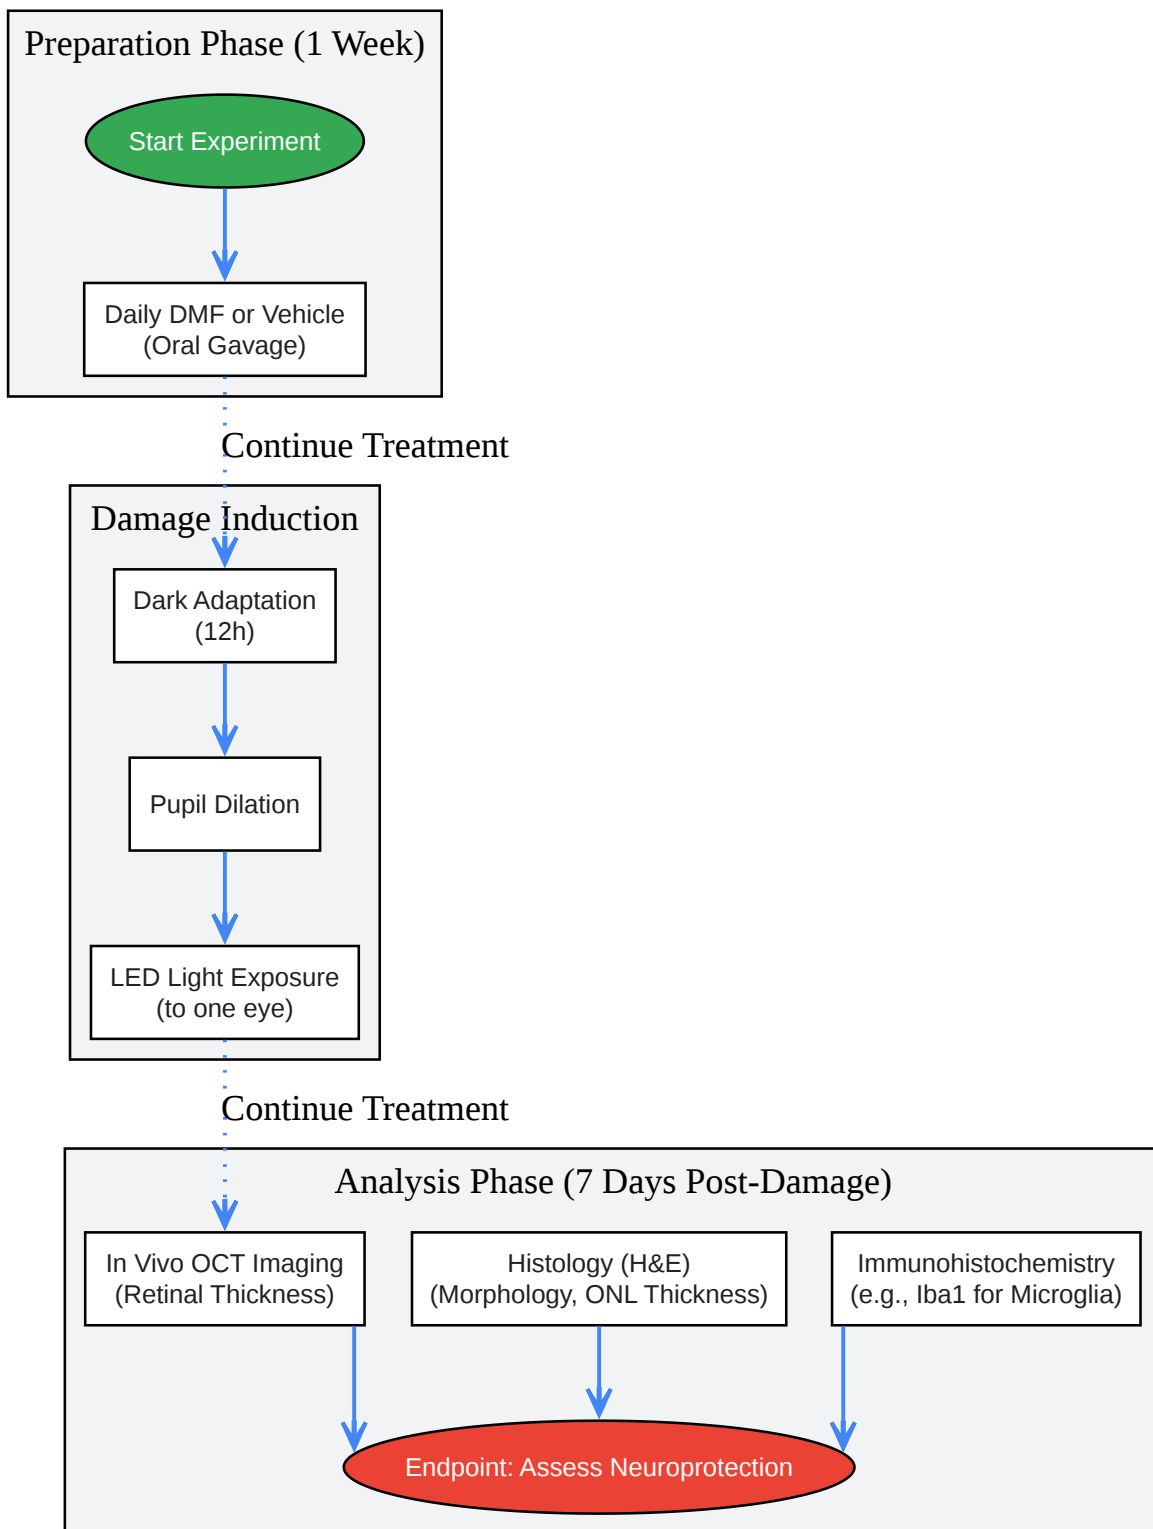 Preparation Phase (1 Week)
Start Experiment
Daily DMF or Vehicle
(Oral Gavage)
Continue Treatment
Damage Induction
Dark Adaptation
(12h)
Pupil Dilation
LED Light Exposure
(to one eye)
Continue Treatment
Analysis Phase (7 Days Post-Damage)
In Vivo OCT Imaging
(Retinal Thickness)
Histology (H&E)
(Morphology, ONL Thickness)
Immunohistochemistry
(e.g., Iba1 for Microglia)
Endpoint: Assess Neuroprotection